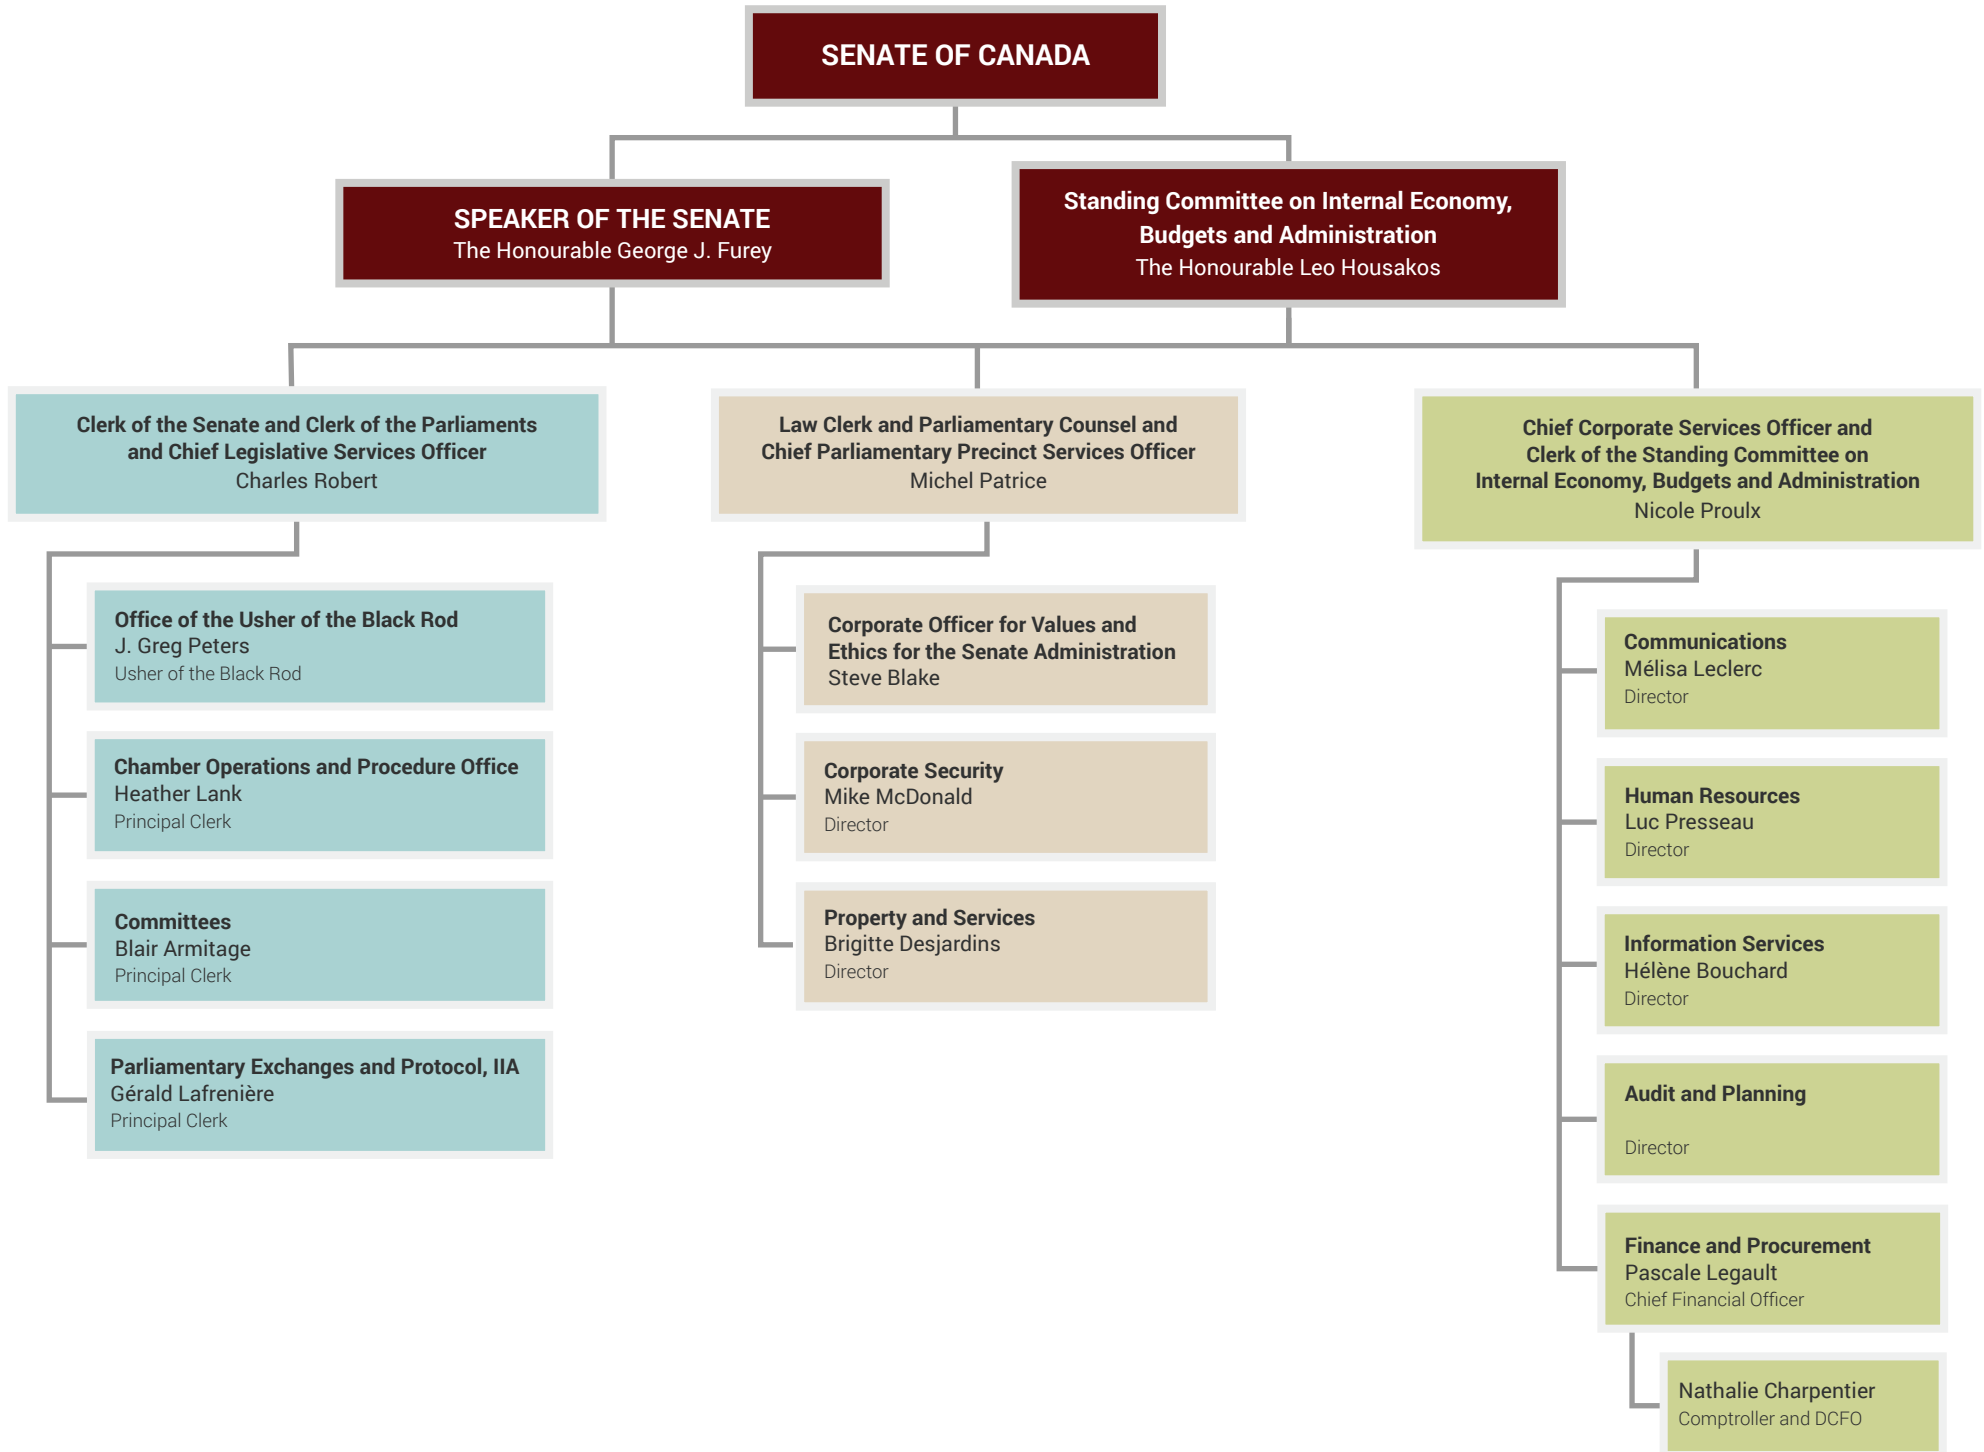 SENATE OF CANADA
SPEAKER OF THE SENATE
The Honourable George J. Furey
Standing Committee on Internal Economy,
Budgets and Administration
The Honourable Leo Housakos
Clerk of the Senate and Clerk of the Parliaments
and Chief Legislative Services Officer
Charles Robert
Office of the Usher of the Black Rod
J. Greg Peters
Usher of the Black Rod
Chamber Operations and Procedure Office
Heather Lank
Principal Clerk
Committees
Blair Armitage
Principal Clerk
Parliamentary Exchanges and Protocol, IIA
Gérald Lafrenière
Principal Clerk
Law Clerk and Parliamentary Counsel and
Chief Parliamentary Precinct Services Officer
Michel Patrice
Corporate Officer for Values and
Ethics for the Senate Administration
Steve Blake
Corporate Security
Mike McDonald
Director
Property and Services
Brigitte Desjardins
Director
Chief Corporate Services Officer and
Clerk of the Standing Committee on
Internal Economy, Budgets and Administration
Nicole Proulx
Communications
Mélisa Leclerc
Director
Human Resources
Luc Presseau
Director
Information Services
Hélène Bouchard
Director
Audit and Planning
Director
Finance and Procurement
Pascale Legault
Chief Financial Officer
Nathalie Charpentier
Comptroller and DCFO